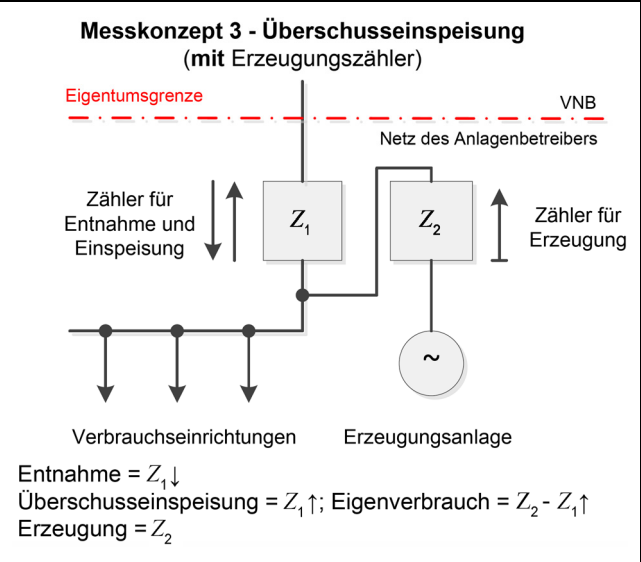 Messkonzept 3 - Überschusseinspeisung
(mit Erzeugungszähler)
Eigentumsgrenze
VNB
Netz des Anlagenbetreibers
Zähler für
Entnahme und
Einspeisung
Z₁
Z₂
Zähler für
Erzeugung
~
Verbrauchseinrichtungen
Erzeugungsanlage
Entnahme = Z₁↓
Überschusseinspeisung = Z₁↑; Eigenverbrauch = Z₂ - Z₁↑
Erzeugung = Z₂